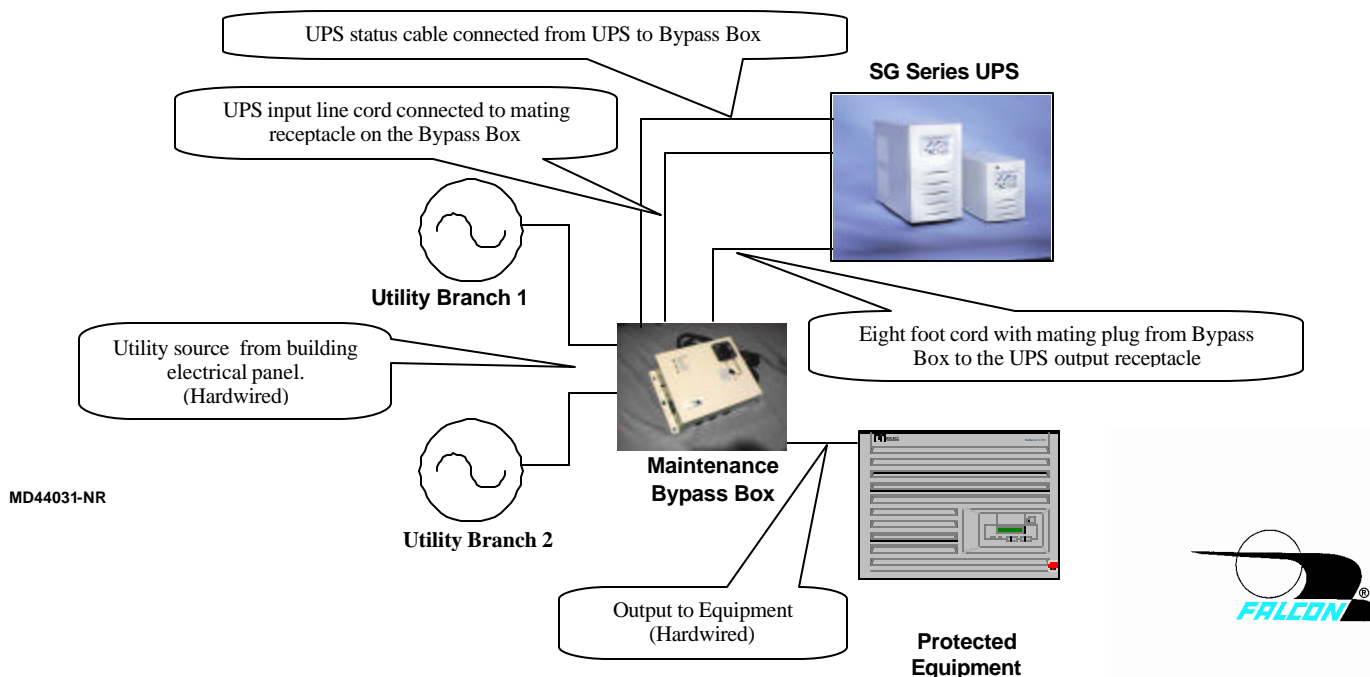 UPS status cable connected from UPS to Bypass Box
SG Series UPS
UPS input line cord connected to mating
receptacle on the Bypass Box
Utility Branch 1
Utility source from building
electrical panel.
(Hardwired)
Eight foot cord with mating plug from Bypass
Box to the UPS output receptacle
Maintenance
Bypass Box
MD44031-NR
Utility Branch 2
Output to Equipment
(Hardwired)
Protected
Equipment
FALCON®